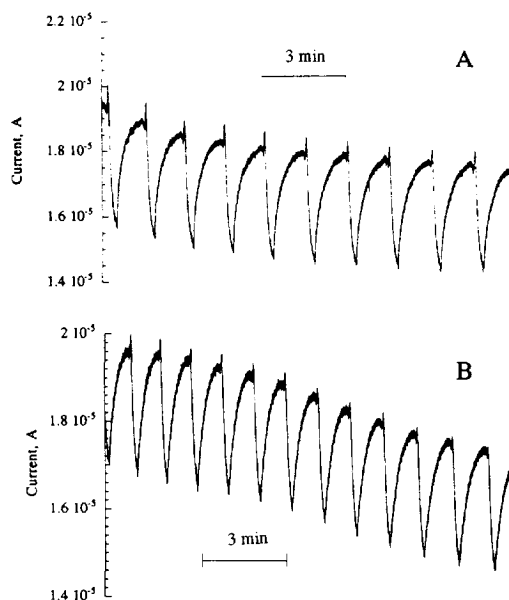 2.2 10⁻⁵
3 min
A
2 10⁻⁵
Current, A
1.8 10⁻⁵
1.6 10⁻⁵
1.4 10⁻⁵
2 10⁻⁵
B
1.8 10⁻⁵
Current, A
1.6 10⁻⁵
3 min
1.4 10⁻⁵